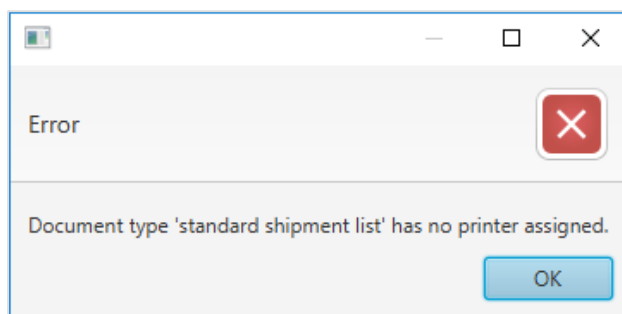 Error
Document type 'standard shipment list' has no printer assigned.
OK